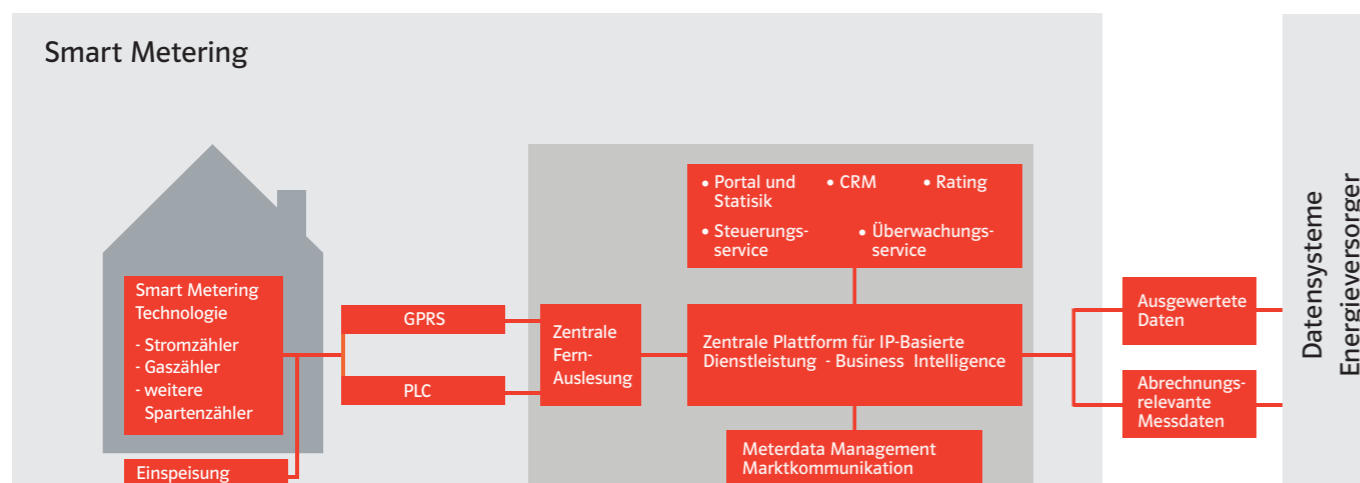 Smart Metering
Smart Metering
Technologie
- Stromzähler
- Gaszähler
- weitere
Spartenzähler
Einspeisung
GPRS
PLC
Zentrale
Fern-
Auslesung
• Portal und
Statisik
• CRM
• Rating
• Steuerungs-
service
• Überwachungs-
service
Zentrale Plattform für IP-Basierte
Dienstleistung - Business Intelligence
Meterdata Management
Marktkommunikation
Ausgewertete
Daten
Abrechnungs-
relevante
Messdaten
Datensysteme
Energieversorger